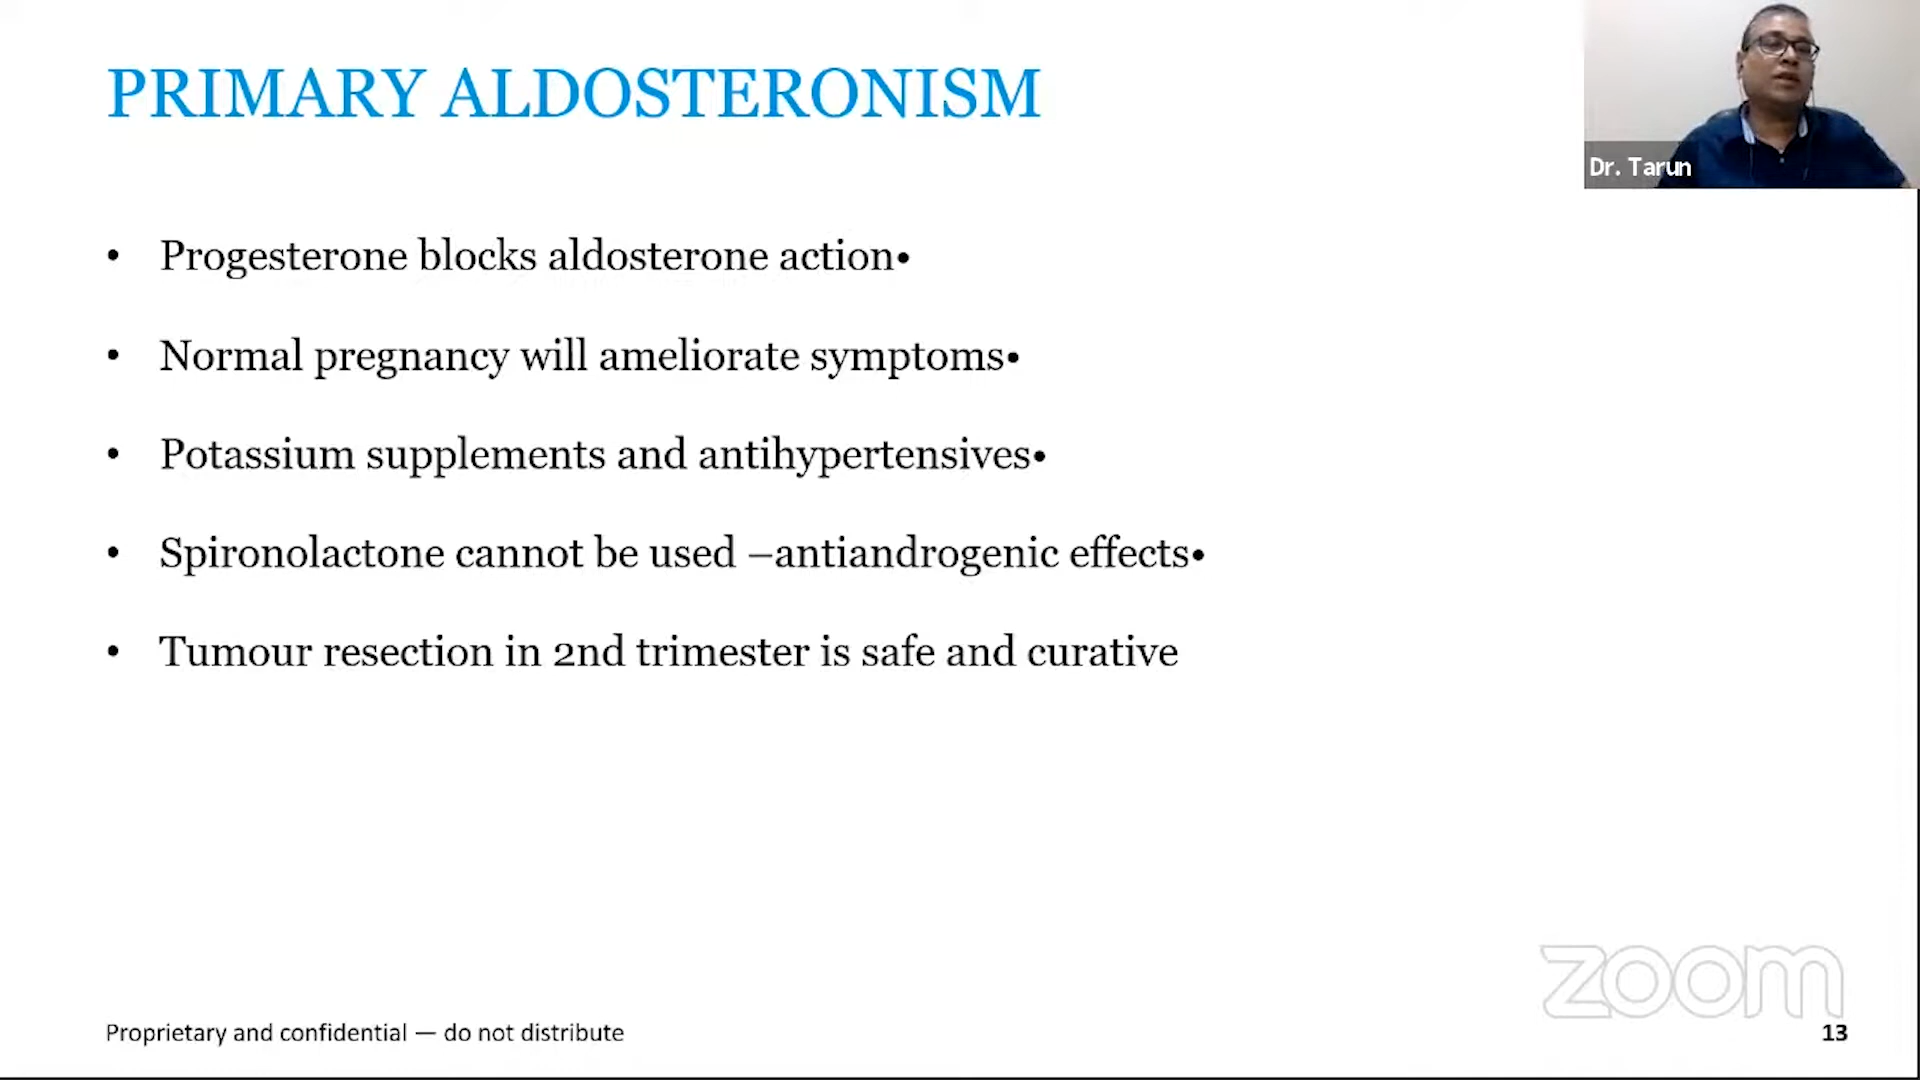 PRIMARY ALDOSTERONISM
Dr. Tarun
• Progesterone blocks aldosterone action•
• Normal pregnancy will ameliorate symptoms•
• Potassium supplements and antihypertensives•
• Spironolactone cannot be used –antiandrogenic effects•
• Tumour resection in 2nd trimester is safe and curative
zoom
Proprietary and confidential — do not distribute
13